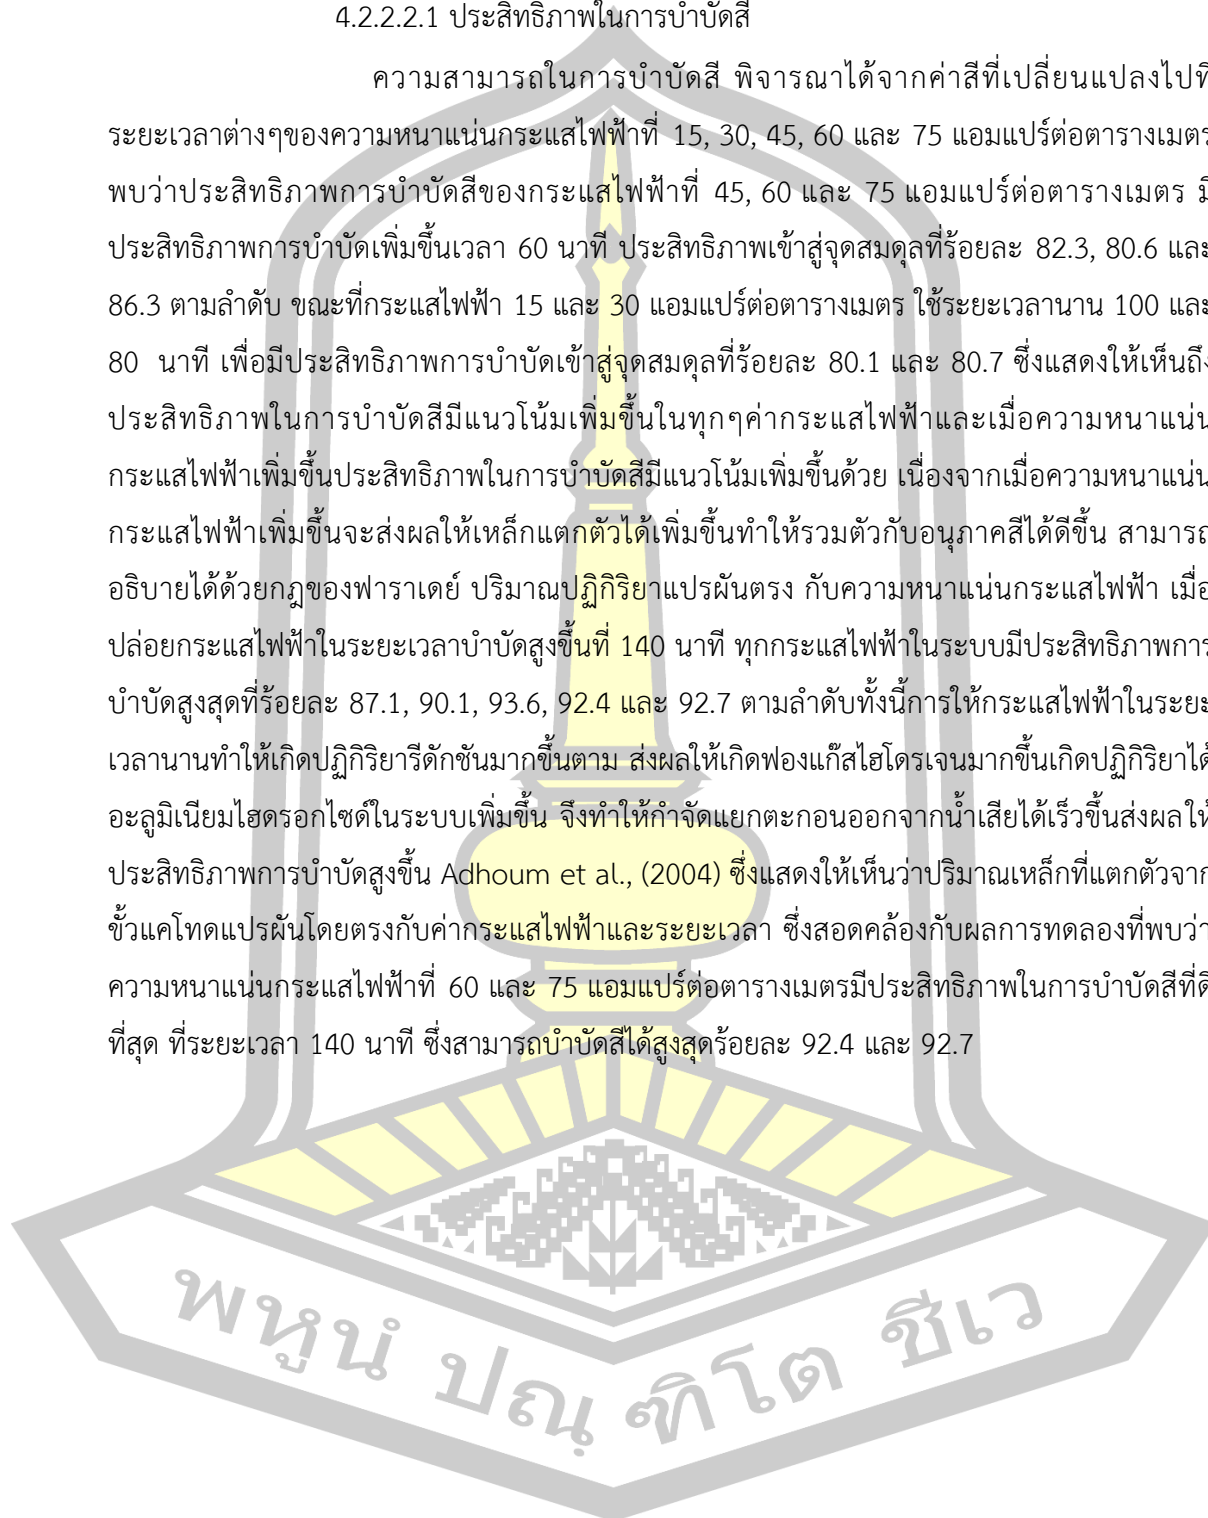 4.2.2.2.1 ประสิทธิภาพในการบำบัดสี
ความสามารถในการบำบัดสี พิจารณาได้จากค่าสีที่เปลี่ยนแปลงไปที่
ระยะเวลาต่างๆของความหนาแน่นกระแสไฟฟ้าที่ 15, 30, 45, 60 และ 75 แอมแปร์ต่อตารางเมตร
พบว่าประสิทธิภาพการบำบัดสีของกระแสไฟฟ้าที่ 45, 60 และ 75 แอมแปร์ต่อตารางเมตร มี
ประสิทธิภาพการบำบัดเพิ่มขึ้นเวลา 60 นาที ประสิทธิภาพเข้าสู่จุดสมดุลที่ร้อยละ 82.3, 80.6 และ
86.3 ตามลำดับ ขณะที่กระแสไฟฟ้า 15 และ 30 แอมแปร์ต่อตารางเมตร ใช้ระยะเวลานาน 100 และ
80 นาที เพื่อมีประสิทธิภาพการบำบัดเข้าสู่จุดสมดุลที่ร้อยละ 80.1 และ 80.7 ซึ่งแสดงให้เห็นถึง
ประสิทธิภาพในการบำบัดสีมีแนวโน้มเพิ่มขึ้นในทุกๆค่ากระแสไฟฟ้าและเมื่อความหนาแน่น
กระแสไฟฟ้าเพิ่มขึ้นประสิทธิภาพในการบำบัดสีมีแนวโน้มเพิ่มขึ้นด้วย เนื่องจากเมื่อความหนาแน่น
กระแสไฟฟ้าเพิ่มขึ้นจะส่งผลให้เหล็กแตกตัวได้เพิ่มขึ้นทำให้รวมตัวกับอนุภาคสีได้ดีขึ้น สามารถ
อธิบายได้ด้วยกฎของฟาราเดย์ ปริมาณปฏิกิริยาแปรผันตรง กับความหนาแน่นกระแสไฟฟ้า เมื่อ
ปล่อยกระแสไฟฟ้าในระยะเวลาบำบัดสูงขึ้นที่ 140 นาที ทุกกระแสไฟฟ้าในระบบมีประสิทธิภาพการ
บำบัดสูงสุดที่ร้อยละ 87.1, 90.1, 93.6, 92.4 และ 92.7 ตามลำดับทั้งนี้การให้กระแสไฟฟ้าในระยะ
เวลานานทำให้เกิดปฏิกิริยารีดักชันมากขึ้นตาม ส่งผลให้เกิดฟองแก๊สไฮโดรเจนมากขึ้นเกิดปฏิกิริยาได้
อะลูมิเนียมไฮดรอกไซด์ในระบบเพิ่มขึ้น จึงทำให้กำจัดแยกตะกอนออกจากน้ำเสียได้เร็วขึ้นส่งผลให้
ประสิทธิภาพการบำบัดสูงขึ้น Adhoum et al., (2004) ซึ่งแสดงให้เห็นว่าปริมาณเหล็กที่แตกตัวจาก
ขั้วแคโทดแปรผันโดยตรงกับค่ากระแสไฟฟ้าและระยะเวลา ซึ่งสอดคล้องกับผลการทดลองที่พบว่า
ความหนาแน่นกระแสไฟฟ้าที่ 60 และ 75 แอมแปร์ต่อตารางเมตรมีประสิทธิภาพในการบำบัดสีที่ดี
ที่สุด ที่ระยะเวลา 140 นาที ซึ่งสามารถบำบัดสีได้สูงสุดร้อยละ 92.4 และ 92.7
พหูนํ ปณฺฑิโต ชีเว